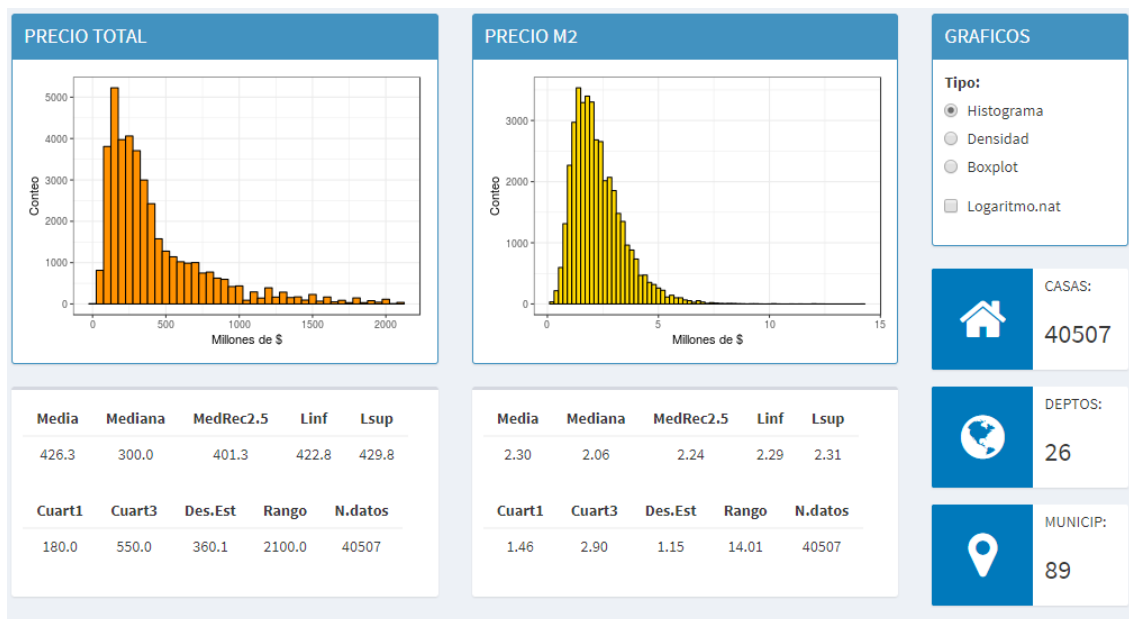 PRECIO TOTAL
Conteo
5000
4000
3000
2000
1000
0
0 500 1000 1500 2000
Millones de $
Media Mediana MedRec2.5 Linf Lsup
426.3 300.0 401.3 422.8 429.8
Cuart1 Cuart3 Des.Est Rango N.datos
180.0 550.0 360.1 2100.0 40507
PRECIO M2
Conteo
3000
2000
1000
0
0 5 10 15
Millones de $
Media Mediana MedRec2.5 Linf Lsup
2.30 2.06 2.24 2.29 2.31
Cuart1 Cuart3 Des.Est Rango N.datos
1.46 2.90 1.15 14.01 40507
GRAFICOS
Tipo:
Histograma
Densidad
Boxplot
Logaritmo.nat
CASAS:
40507
DEPTOS:
26
MUNICIP:
89